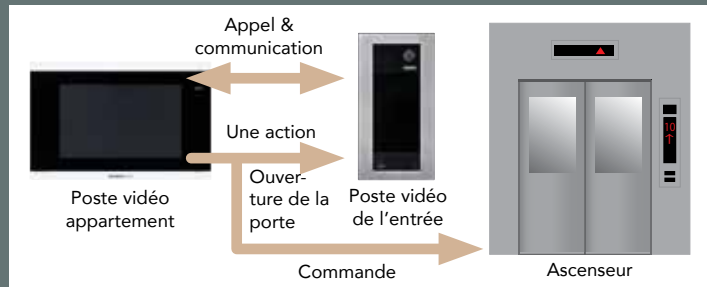 Appel &
communication
Une action
Ouver-
ture de la
porte
Poste vidéo
appartement
Poste vidéo
de l'entrée
10
Commande
Ascenseur